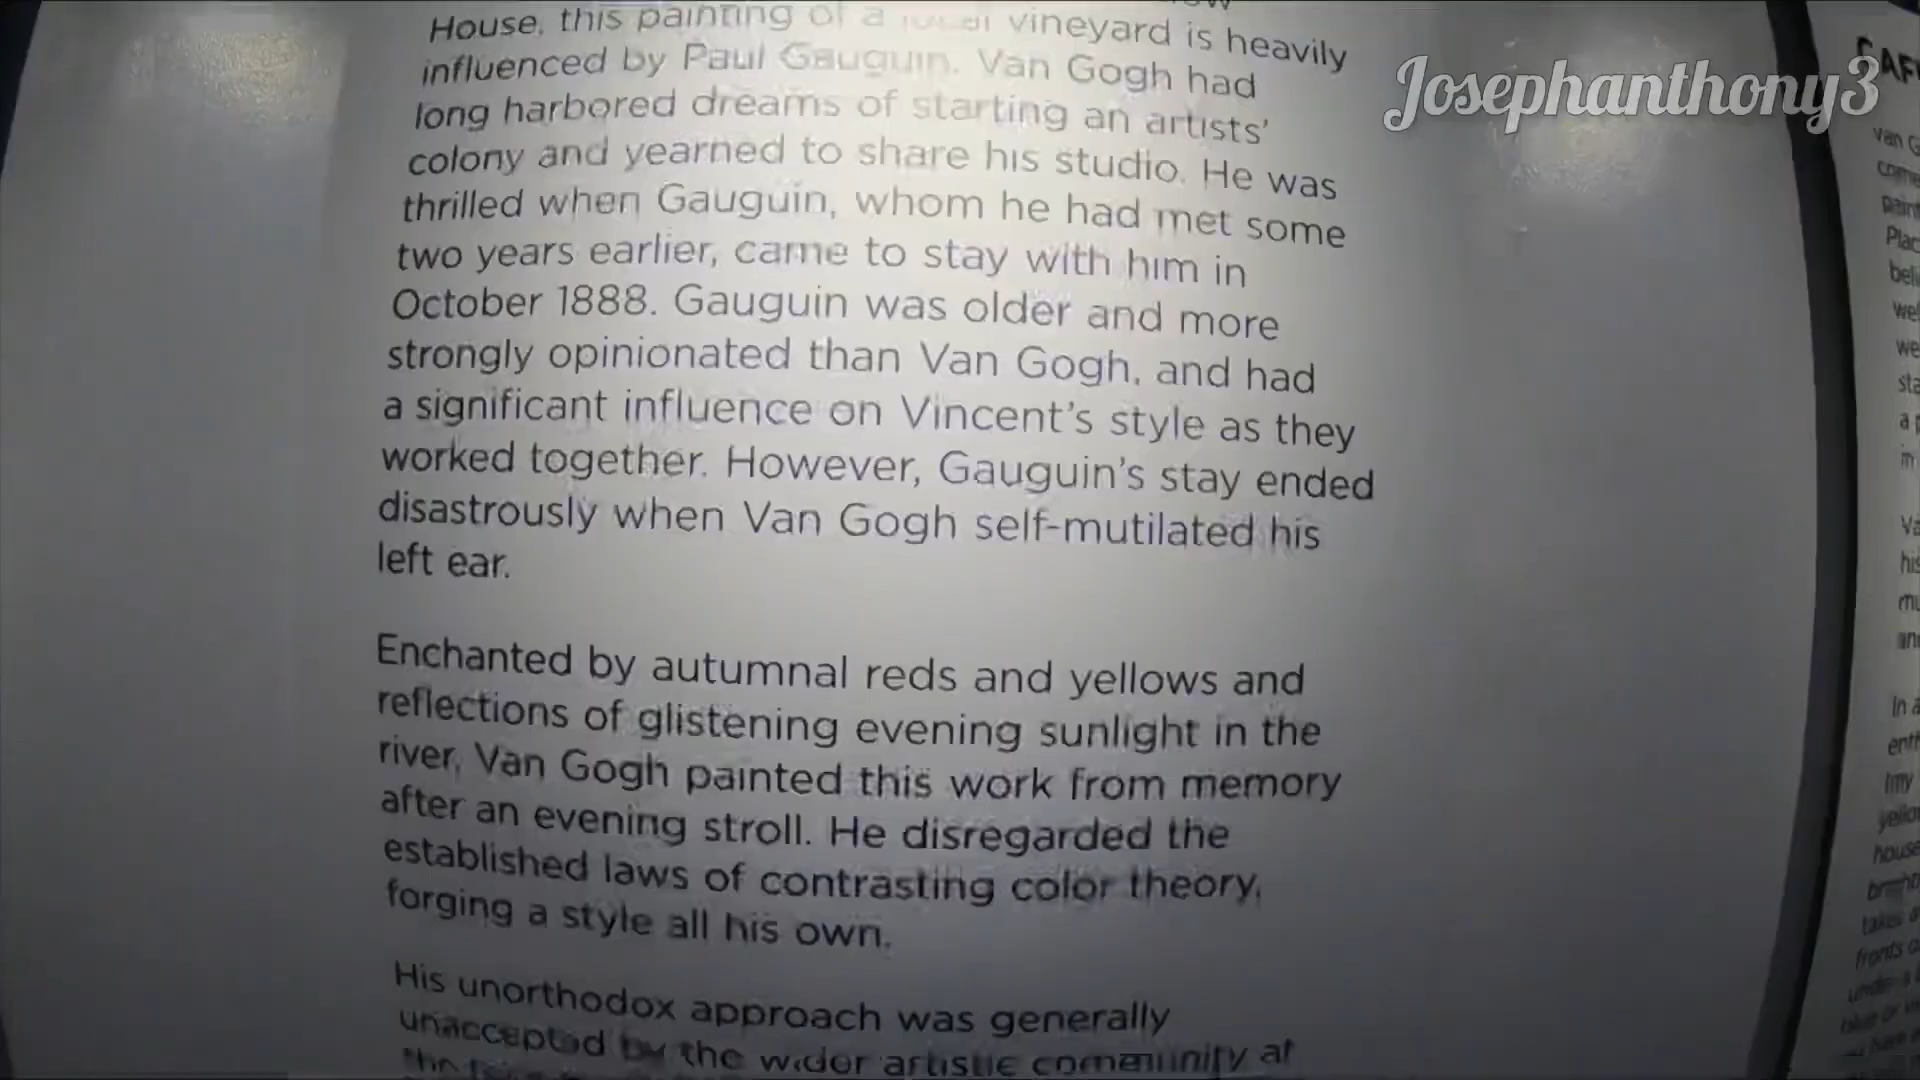 House, this painting of a local vineyard is heavily
influenced by Paul Gauguin. Van Gogh had
long harbored dreams of starting an artists'
colony and yearned to share his studio. He was
thrilled when Gauguin, whom he had met some
two years earlier, came to stay with him in
October 1888. Gauguin was older and more
strongly opinionated than Van Gogh, and had
a significant influence on Vincent's style as they
worked together. However, Gauguin's stay ended
disastrously when Van Gogh self-mutilated his
left ear.
Enchanted by autumnal reds and yellows and
reflections of glistening evening sunlight in the
river, Van Gogh painted this work from memory
after an evening stroll. He disregarded the
established laws of contrasting color theory,
forging a style all his own.
His unorthodox approach was generally
unaccepted by the wider artistic community at
Josephanthony3